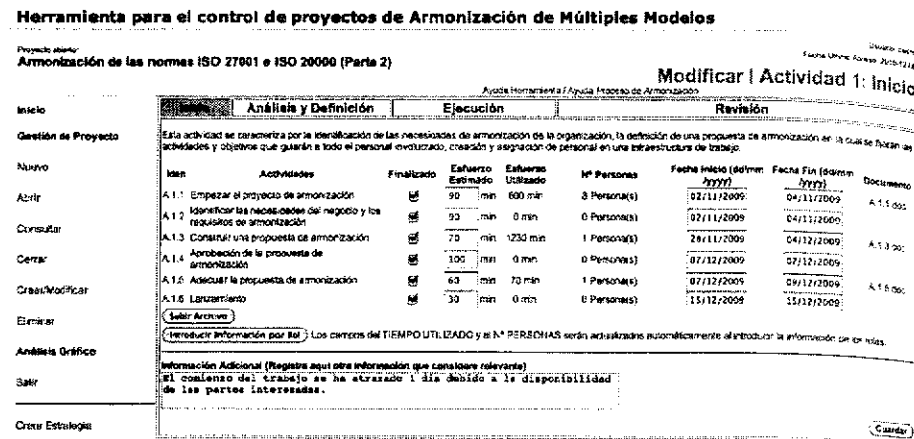 Herramienta para el control de proyectos de Armonización de Múltiples Modelos
Proyecto abierto:
Armonización de las normes ISO 27001 e ISO 20000 (Parte 2)
Modificar | Actividad 1: Inicio
Ayuda Herramienta / Ayuda Proceso de Armonización
Inicio
Análisis y Definición
Ejecución
Revisión
Inicio
Gestión de Proyecto
Nuevo
Abrir
Consultar
Cerrar
Crear/Modificar
Eliminar
Análisis Gráfico
Salir
Crear Estrategia
Esta actividad se caracteriza por la identificación de las necesidades de armonización de la organización, la definición de una propuesta de armonización en la cual se fijarán las
actividades y objetivos que guiarán a todo el personal involucrado, creación y asignación de personal en una infraestructura de trabajo.
Iden Actividades Finalizado Esfuerzo Estimado Esfuerzo Utilizado Nº Personas Fecha Inicio (dd/mm/yyyy) Fecha Fin (dd/mm/yyyy) Documento
A.1.1 Empezar el proyecto de armonización 90 min 600 min 3 Persona(s) 02/11/2009 04/11/2009
A.1.2 Identificar las necesidades del negocio y los requisitos de armonización 90 min 0 min 0 Persona(s) 02/11/2009 04/11/2009
A.1.3 Construir una propuesta de armonización 70 min 1230 min 1 Persona(s) 28/11/2009 04/12/2009 A.1.3 doc
A.1.4 Aprobación de la propuesta de armonización 100 min 0 min 0 Persona(s) 07/12/2009 07/12/2009
A.1.5 Adecuar la propuesta de armonización 60 min 70 min 1 Persona(s) 07/12/2009 09/12/2009
A.1.6 Lanzamiento 30 min 0 min Persona(s) 15/12/2009 15/12/2009
Subir Archivo
Introducir Información por Rol Los campos del TIEMPO UTILIZADO y el Nº PERSONAS serán actualizados automáticamente al introducir la información de los roles.
Información Adicional (Registre aquí otra información que considere relevante)
El comienzo del trabajo se ha atrazado 1 día debido a la disponibilidad
de las partes interesadas.
Guardar